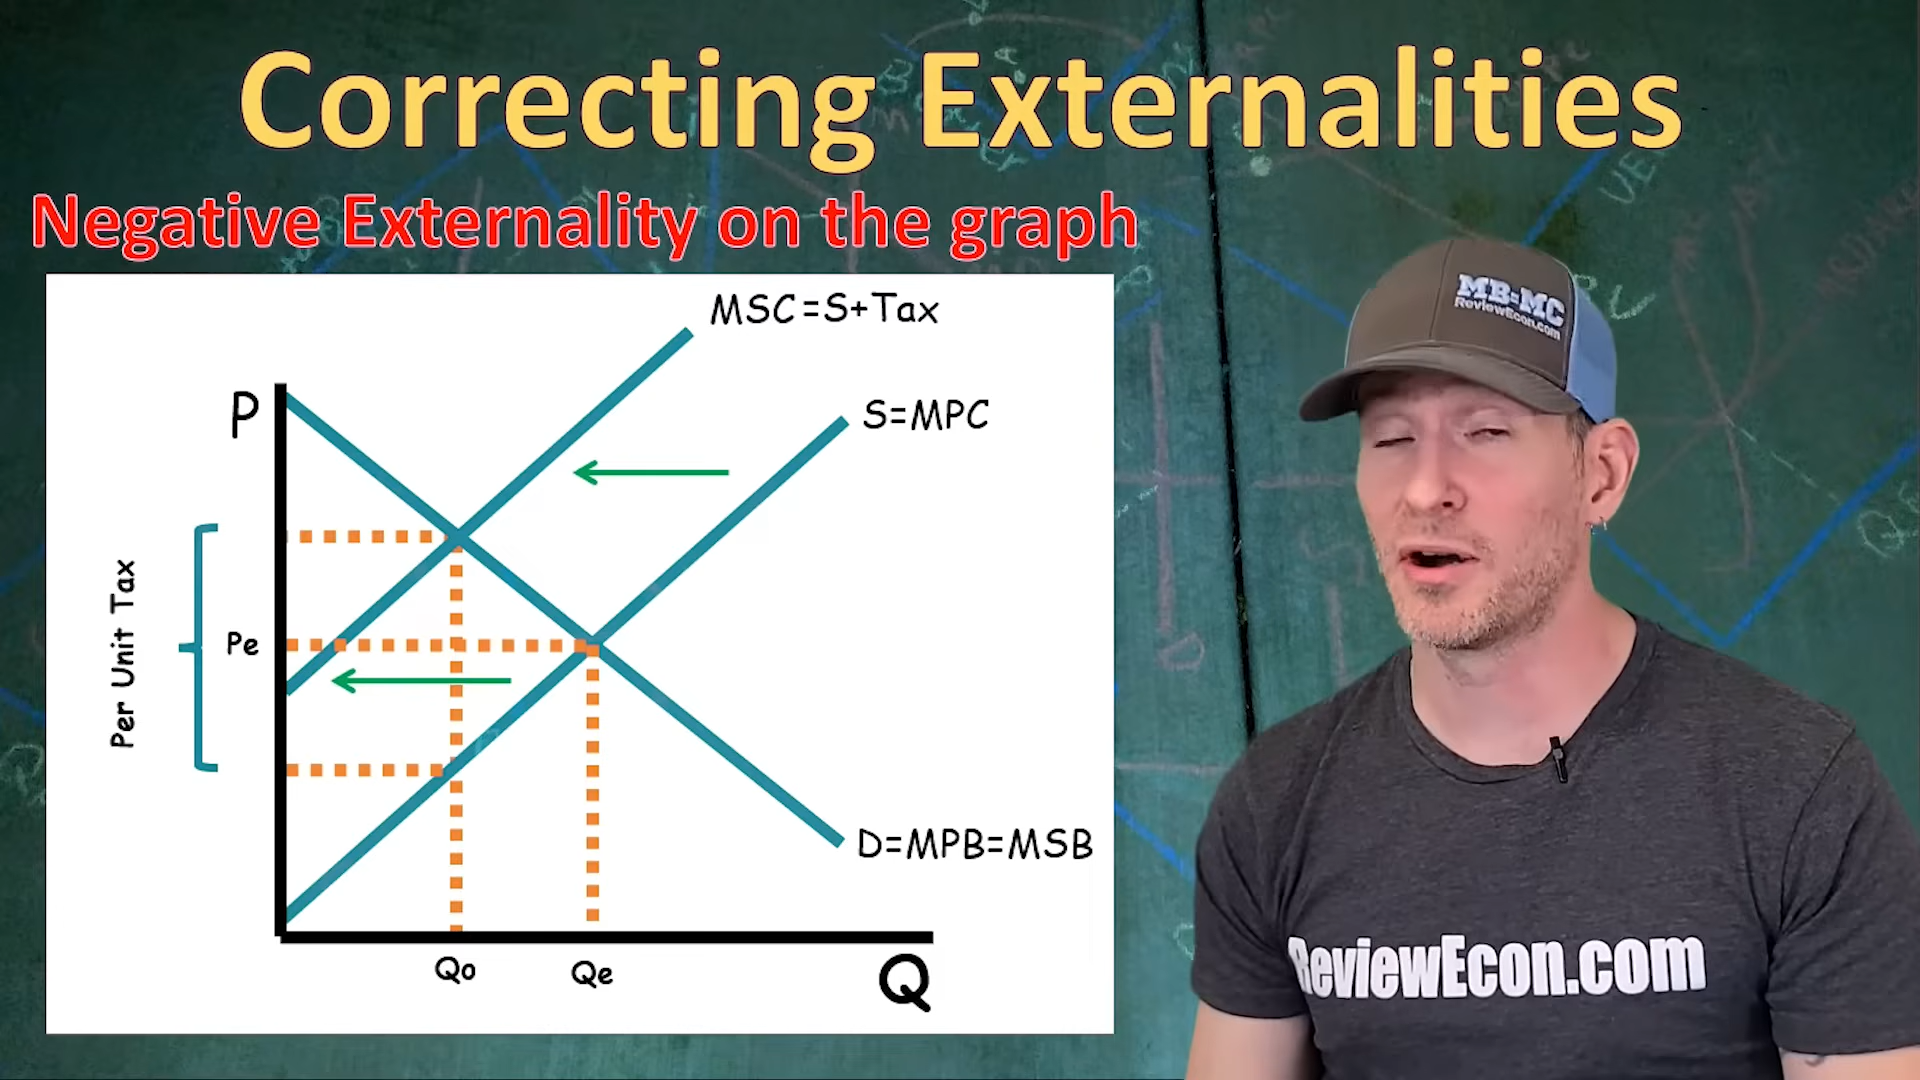 Correcting Externalities
Negative Externality on the graph
MSC=S+Tax
P
S=MPC
MB=MC
ReviewEcon.com
Per Unit Tax
Pe
D=MPB=MSB
Qo
Qe
Q
ReviewEcon.com